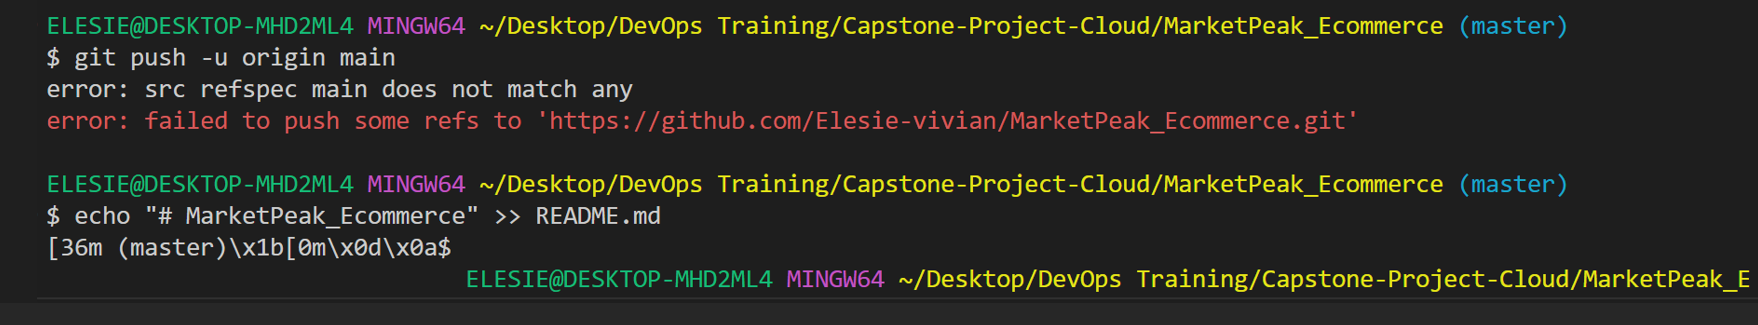 ELESIE@DESKTOP-MHD2ML4 MINGW64 ~/Desktop/DevOps Training/Capstone-Project-Cloud/MarketPeak_Ecommerce (master)
$ git push -u origin main
error: src refspec main does not match any
error: failed to push some refs to 'https://github.com/Elesie-vivian/MarketPeak_Ecommerce.git'
ELESIE@DESKTOP-MHD2ML4 MINGW64 ~/Desktop/DevOps Training/Capstone-Project-Cloud/MarketPeak_Ecommerce (master)
$ echo "# MarketPeak_Ecommerce" >> README.md
[36m (master)\x1b[0m\x0d\x0a$
ELESIE@DESKTOP-MHD2ML4 MINGW64 ~/Desktop/DevOps Training/Capstone-Project-Cloud/MarketPeak_E